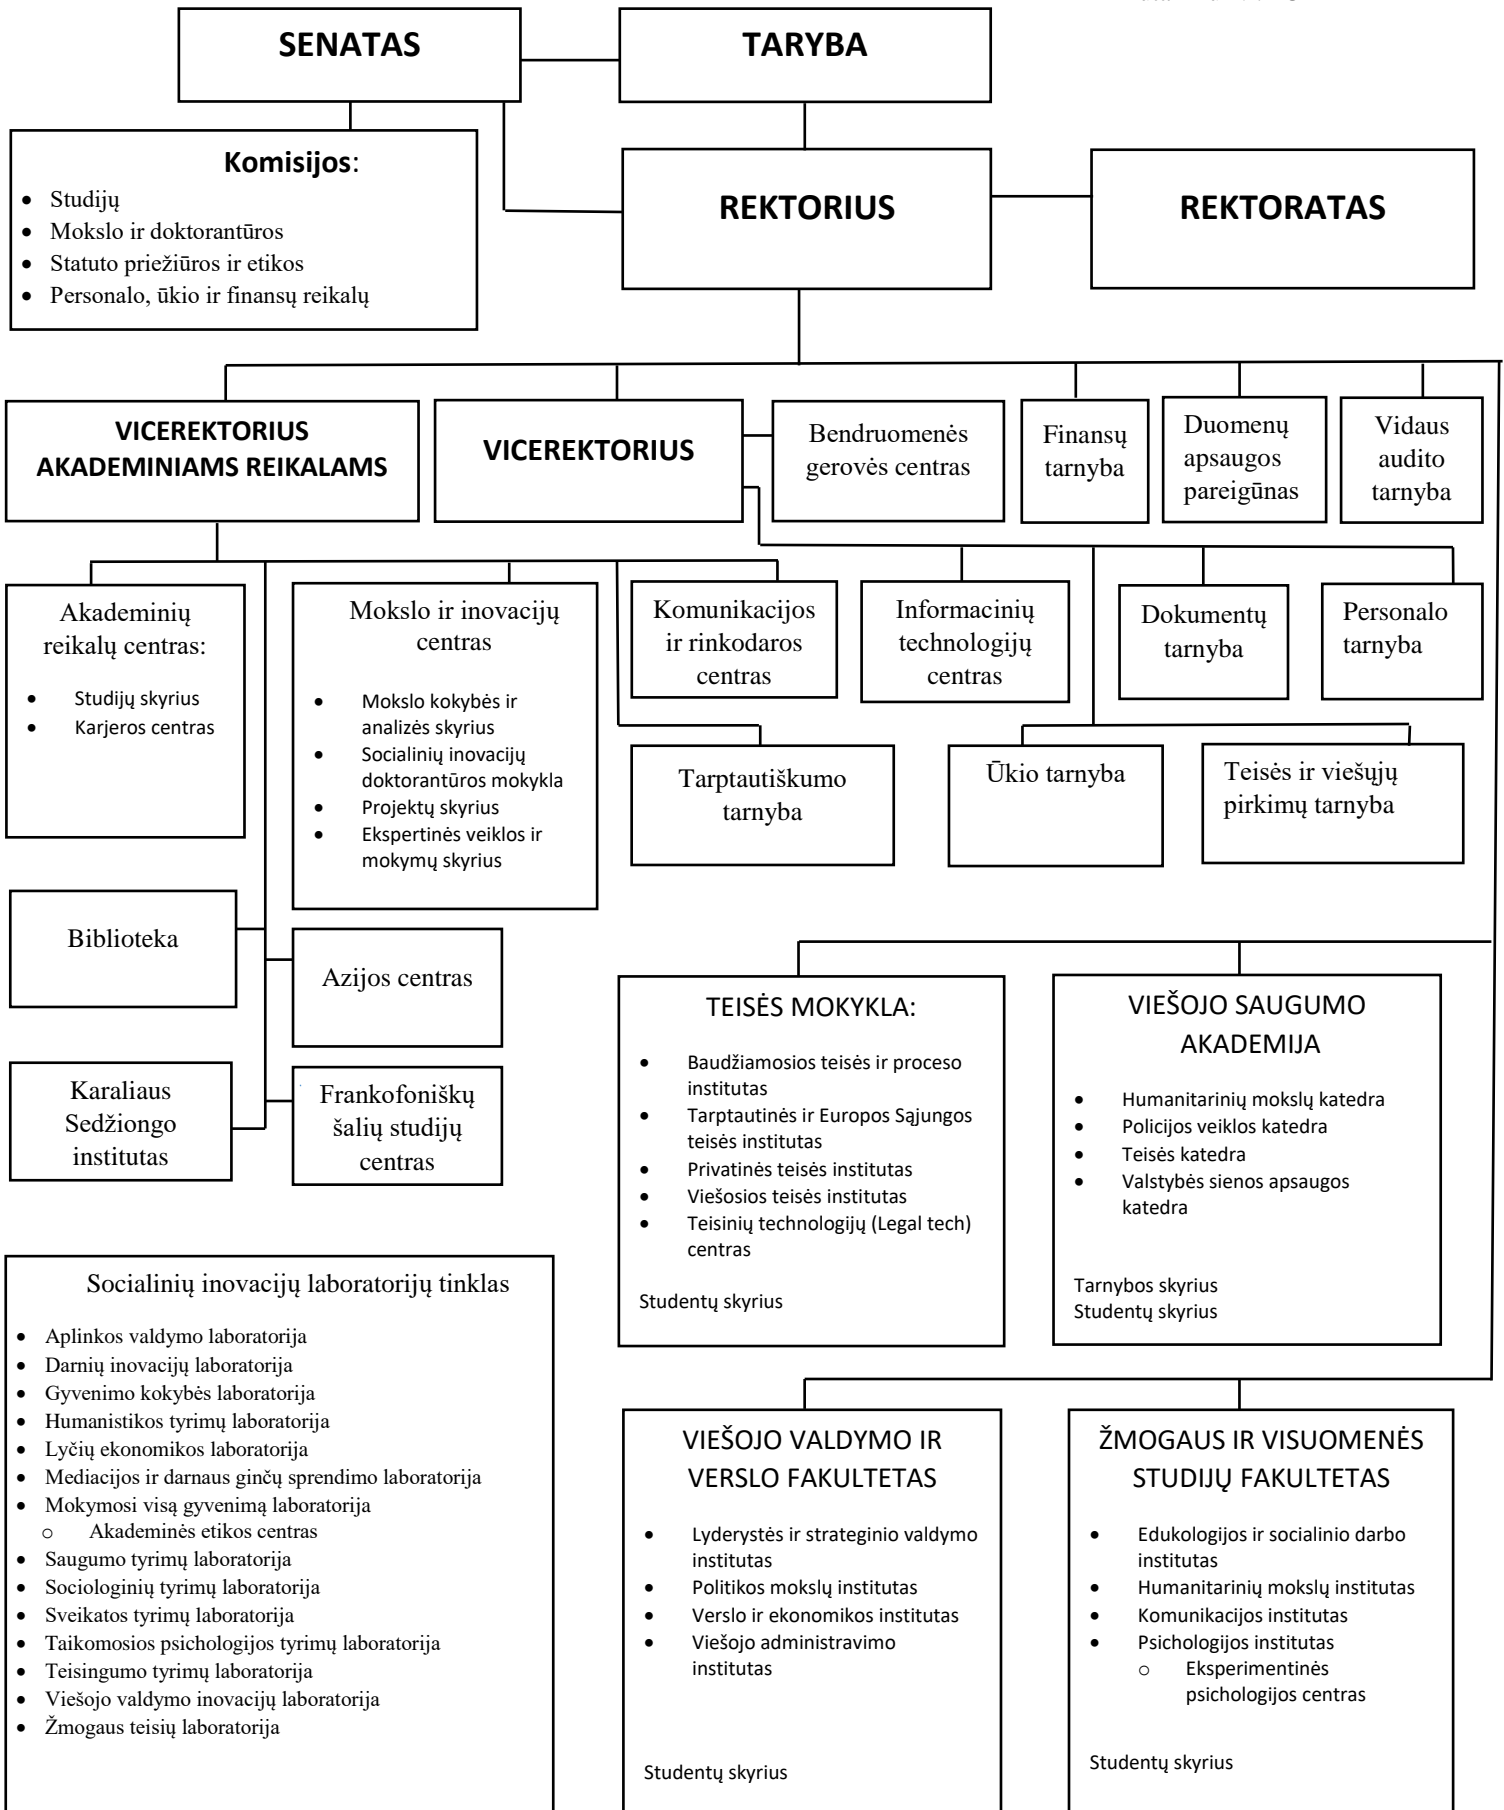 SENATAS
TARYBA
Komisijos:
• Studijų
• Mokslo ir doktorantūros
• Statuto priežiūros ir etikos
• Personalo, ūkio ir finansų reikalų
REKTORIUS
REKTORATAS
VICEREKTORIUS
AKADEMINIAMS REIKALAMS
VICEREKTORIUS
Bendruomenės
gerovės centras
Finansų
tarnyba
Duomenų
apsaugos
pareigūnas
Vidaus
audito
tarnyba
Akademinių
reikalų centras:
• Studijų skyrius
• Karjeros centras
Mokslo ir inovacijų
centras
• Mokslo kokybės ir
analizės skyrius
• Socialinių inovacijų
doktorantūros mokykla
• Projektų skyrius
• Ekspertinės veiklos ir
mokymų skyrius
Komunikacijos
ir rinkodaros
centras
Informacinių
technologijų
centras
Dokumentų
tarnyba
Personalo
tarnyba
Tarptautiškumo
tarnyba
Ūkio tarnyba
Teisės ir viešųjų
pirkimų tarnyba
Biblioteka
Azijos centras
Karaliaus
Sedžiongo
institutas
Frankofoniškų
šalių studijų
centras
TEISĖS MOKYKLA:
• Baudžiamosios teisės ir proceso
institutas
• Tarptautinės ir Europos Sąjungos
teisės institutas
• Privatinės teisės institutas
• Viešosios teisės institutas
• Teisinių technologijų (Legal tech)
centras
Studentų skyrius
VIEŠOJO SAUGUMO
AKADEMIJA
• Humanitarinių mokslų katedra
• Policijos veiklos katedra
• Teisės katedra
• Valstybės sienos apsaugos
katedra
Tarnybos skyrius
Studentų skyrius
Socialinių inovacijų laboratorijų tinklas
• Aplinkos valdymo laboratorija
• Darnių inovacijų laboratorija
• Gyvenimo kokybės laboratorija
• Humanistikos tyrimų laboratorija
• Lyčių ekonomikos laboratorija
• Mediacijos ir darnaus ginčų sprendimo laboratorija
• Mokymosi visą gyvenimą laboratorija
o Akademinės etikos centras
• Saugumo tyrimų laboratorija
• Sociologinių tyrimų laboratorija
• Sveikatos tyrimų laboratorija
• Taikomosios psichologijos tyrimų laboratorija
• Teisingumo tyrimų laboratorija
• Viešojo valdymo inovacijų laboratorija
• Žmogaus teisių laboratorija
VIEŠOJO VALDYMO IR
VERSLO FAKULTETAS
• Lyderystės ir strateginio valdymo
institutas
• Politikos mokslų institutas
• Verslo ir ekonomikos institutas
• Viešojo administravimo
institutas
Studentų skyrius
ŽMOGAUS IR VISUOMENĖS
STUDIJŲ FAKULTETAS
• Edukologijos ir socialinio darbo
institutas
• Humanitarinių mokslų institutas
• Komunikacijos institutas
• Psichologijos institutas
o Eksperimentinės
psichologijos centras
Studentų skyrius